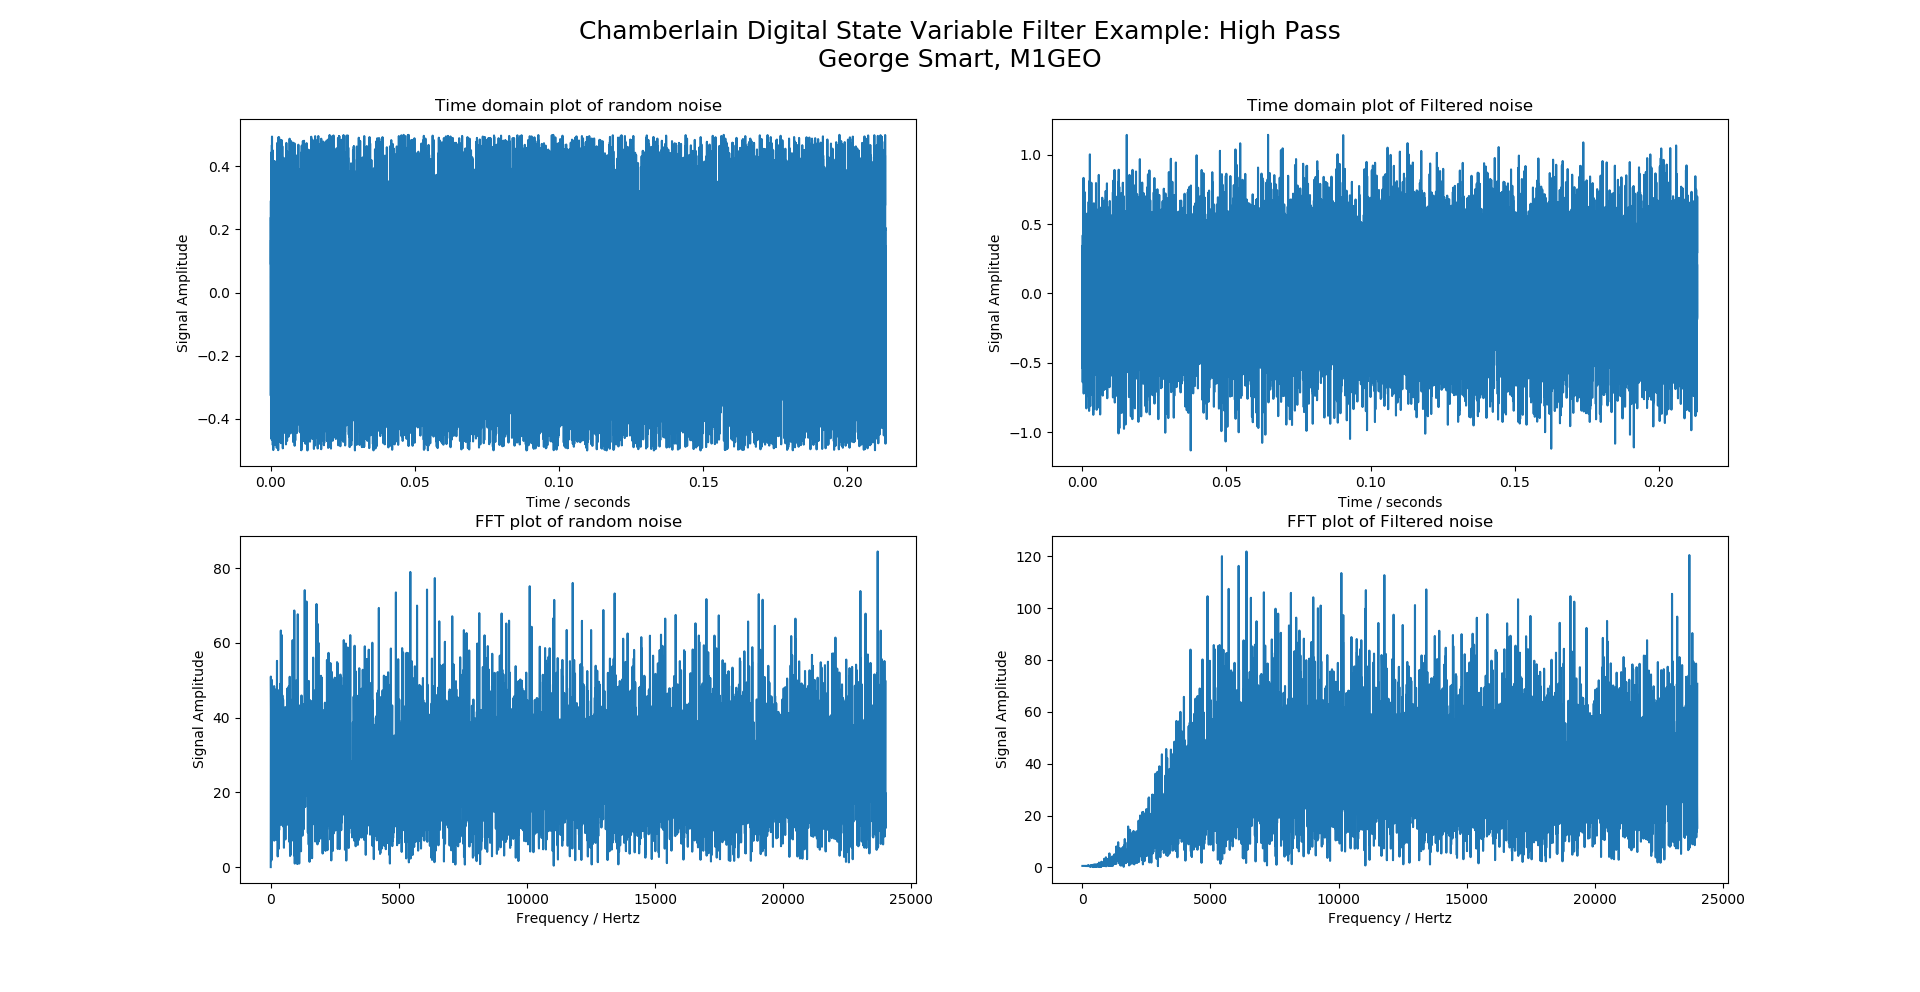 Chamberlain Digital State Variable Filter Example: High Pass
George Smart, M1GEO
Time domain plot of random noise
Signal Amplitude
0.4
0.2
0.0
−0.2
−0.4
0.00 0.05 0.10 0.15 0.20
Time / seconds
Time domain plot of Filtered noise
Signal Amplitude
1.0
0.5
0.0
−0.5
−1.0
0.00 0.05 0.10 0.15 0.20
Time / seconds
FFT plot of random noise
Signal Amplitude
80
60
40
20
0
0 5000 10000 15000 20000 25000
Frequency / Hertz
FFT plot of Filtered noise
Signal Amplitude
120
100
80
60
40
20
0
0 5000 10000 15000 20000 25000
Frequency / Hertz